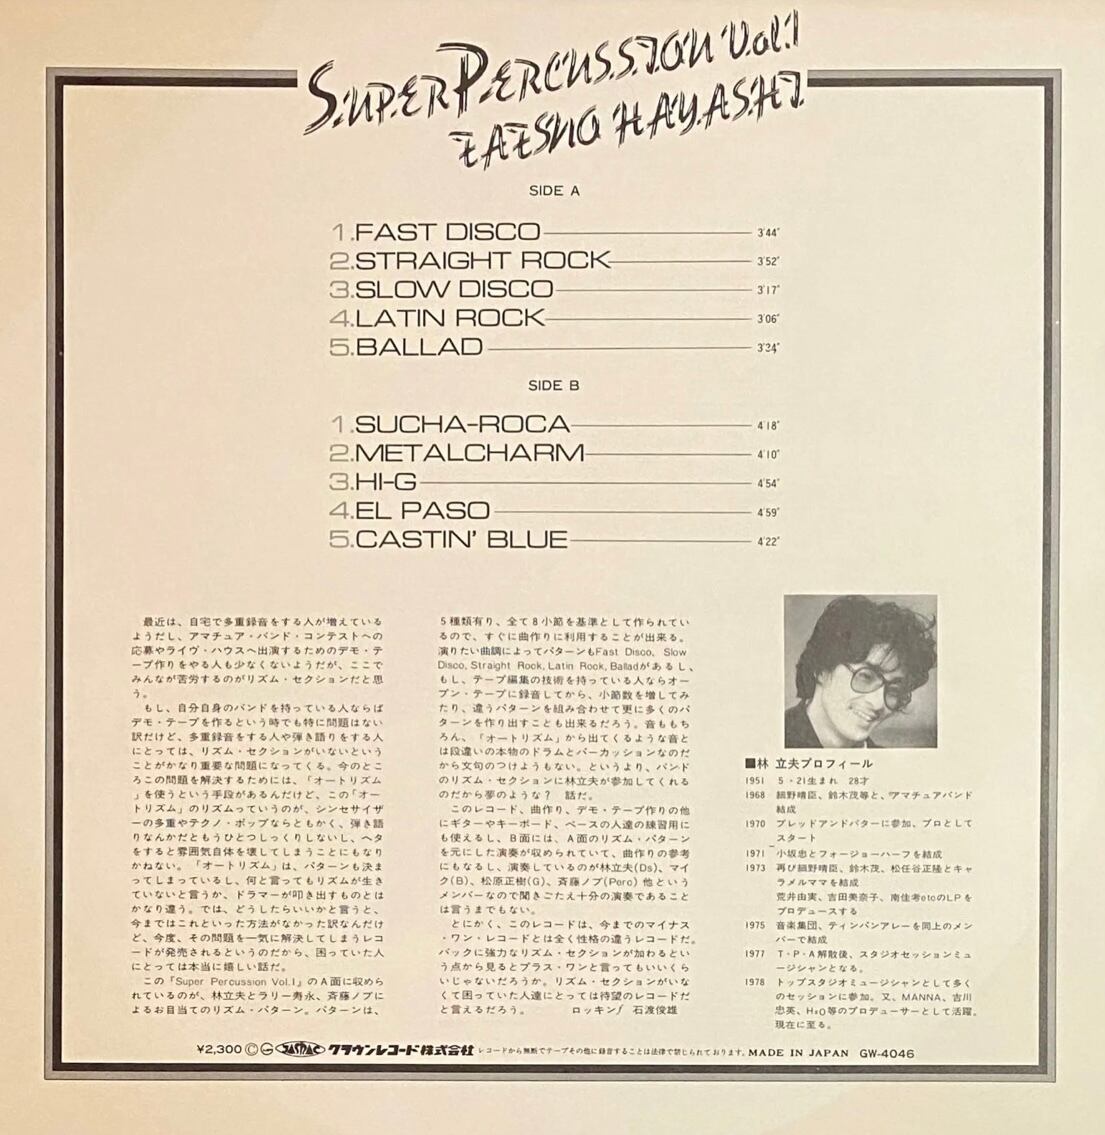 SUPER PERCUSSION Vol.1
TATSUO HAYASHI
SIDE A
1.FAST DISCO 3'44"
2.STRAIGHT ROCK 3'52"
3.SLOW DISCO 3'17"
4.LATIN ROCK 3'06"
5.BALLAD 3'34"
SIDE B
1.SUCHA-ROCA 4'18"
2.METALCHARM 4'10"
3.HI-G 4'54"
4.EL PASO 4'59"
5.CASTIN' BLUE 4'22"
最近は、自宅で多重録音をする人が増えている
ようだし、アマチュア・バンド・コンテストへの
応募やライヴ・ハウスへ出演するためのデモ・テ
ープ作りをやる人も少なくないようだが、ここで
みんなが苦労するのがリズム・セクションだと思
う。
もし、自分自身のバンドを持っている人ならば
デモ・テープを作るという時でも特に問題はない
訳だけど、多重録音をする人や弾き語りをする人
にとっては、リズム・セクションがいないという
ことがかなり重要な問題になってくる。今のとこ
ろこの問題を解決するためには、「オートリズム
」を使うという手段があるんだけど、この「オー
トリズム」のリズムっていうのが、シンセサイザ
ーの多重やテクノ・ポップならともかく、弾き語
りなんかだともうひとつしっくりしないし、ヘタ
をすると雰囲気自体を壊してしまうことにもなり
かねない。「オートリズム」は、パターンも決ま
ってしまっているし、何と言ってもリズムが生き
ていないと言うか、ドラマーが叩き出すものとは
かなり違う。では、どうしたらいいかと言うと、
今まではこれといった方法がなかった訳なんだけ
ど、今度、その問題を一気に解決してしまうレコ
ードが発売されるというのだから、困っていた人
にとっては本当に嬉しい話だ。
この「Super Percussion Vol.1」のA面に収めら
れているのが、林立夫とラリー寿永、斉藤ノブに
よるお目当てのリズム・パターン。パターンは、
5種類有り、全て8小節を基準として作られてい
るので、すぐに曲作りに利用することが出来る。
演りたい曲調によってパターンもFast Disco, Slow
Disco, Straight Rock, Latin Rock, Balladがあるし、
もし、テープ編集の技術を持っている人ならオー
プン・テープに録音してから、小節数を増してみ
たり、違うパターンを組み合わせて更に多くのパ
ターンを作り出すことも出来るだろう。音ももち
ろん、「オートリズム」から出てくるような音と
は段違いの本物のドラムとパーカッションなのだ
から文句のつけようもない。というより、バンド
のリズム・セクションに林立夫が参加してくれる
のだから夢のような？ 話だ。
このレコード、曲作り、デモ・テープ作りの他
にギターやキーボード、ベースの人達の練習用に
も使えるし、B面には、A面のリズム・パターン
を元にした演奏が収められていて、曲作りの参考
にもなるし、演奏しているのが林立夫(Ds)、マイ
ク(B)、松原正樹(G)、斉藤ノブ(Perc) 他という
メンバーなので聞きごたえ十分の演奏であること
は言うまでもない。
とにかく、このレコードは、今までのマイナス
・ワン・レコードとは全く性格の違うレコードだ。
バックに強力なリズム・セクションが加わるとい
う点から見るとプラス・ワンと言ってもいいくら
いじゃないだろうか。リズム・セクションがいな
くて困っていた人達にとっては待望のレコードだ
と言えるだろう。 ロッキンf 石渡俊雄
■林 立夫プロフィール
1951 5・21生まれ 28才
1968 細野晴臣、鈴木茂等と、アマチュアバンド
結成
1970 ブレッドアンドバターに参加、プロとして
スタート
1971 小坂忠とフォージョーハーフを結成
1973 再び細野晴臣、鈴木茂、松任谷正隆とキャ
ラメルママを結成
荒井由実、吉田美奈子、南佳孝etcのLPを
プロデュースする
1975 音楽集団、ティンパンアレーを同上のメン
バーで結成
1977 T・P・A解散後、スタジオセッションミュ
ージシャンとなる。
1978 トップスタジオミュージシャンとして多く
のセッションに参加。又、MANNA、吉川
忠英、H₂O等のプロデューサーとして活躍。
現在に至る。
¥2,300 Ⓒ Ⓖ JASRAC クラウンレコード株式会社 レコードから無断でテープその他に録音することは法律で禁じられております。MADE IN JAPAN GW-4046